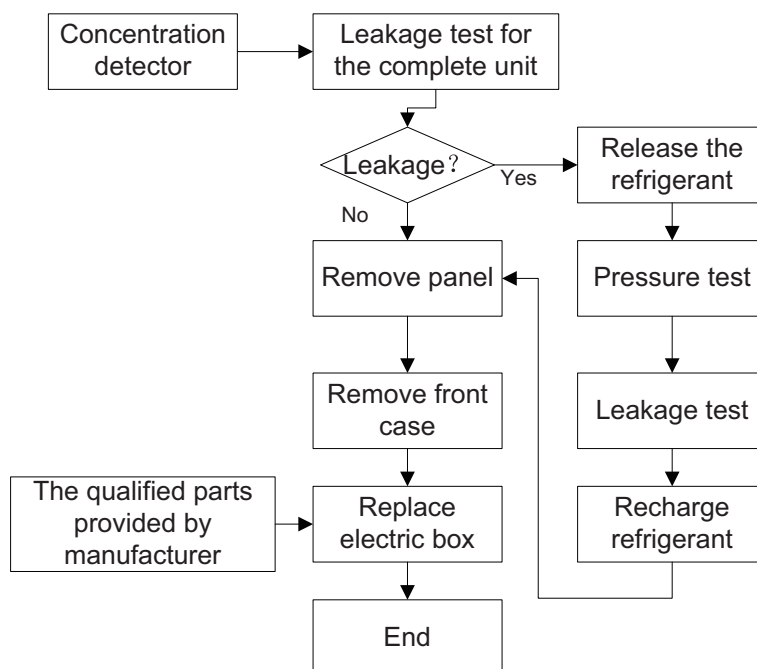 Concentration
detector
Leakage test for
the complete unit
Leakage？
Yes
No
Release the
refrigerant
Remove panel
Pressure test
Remove front
case
Leakage test
The qualified parts
provided by
manufacturer
Replace
electric box
Recharge
refrigerant
End